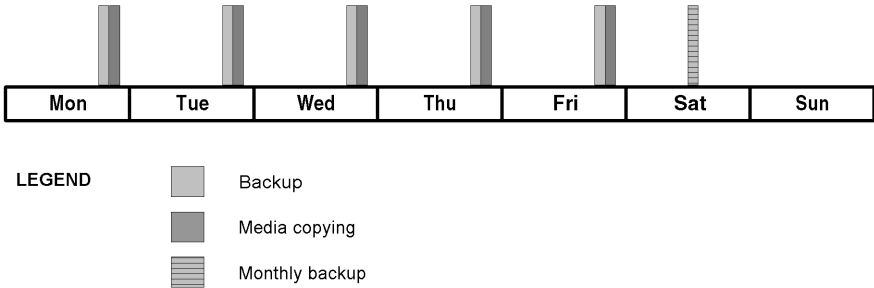 Mon Tue Wed Thu Fri Sat Sun
LEGEND Backup
Media copying
Monthly backup